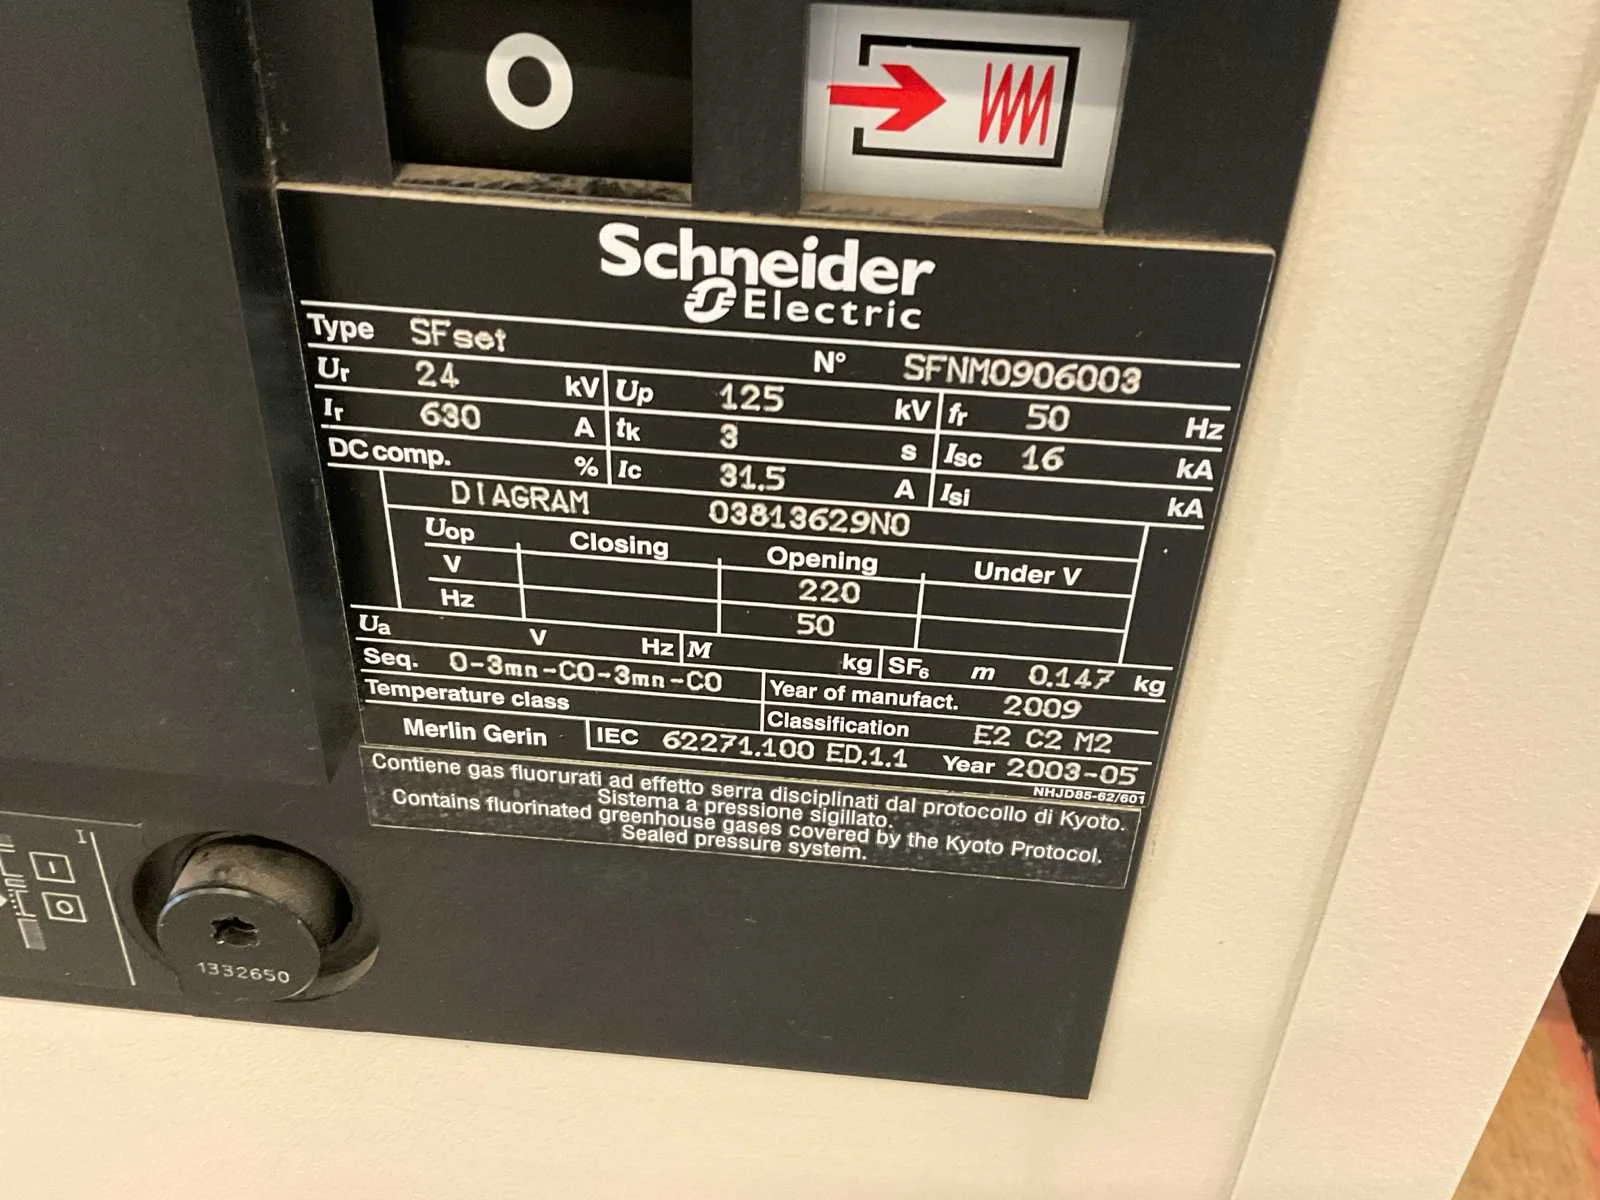 O
Schneider
Electric
Type SFset N° SFNM0906003
Ur 24 kV Up 125 kV fr 50 Hz
Ir 630 A tk 3 s Isc 16 kA
DC comp. % Ic 31.5 A Isi kA
DIAGRAM 03813629N0
Uop Closing Opening Under V
V 220
Hz 50
Ua V Hz M kg SF6 m 0.147 kg
Seq. O-3mn-CO-3mn-CO Year of manufact. 2009
Temperature class Classification E2 C2 M2
Merlin Gerin IEC 62271.100 ED.1.1 Year 2003-05
NHJD85-62/601
Contiene gas fluorurati ad effetto serra disciplinati dal protocollo di Kyoto.
Sistema a pressione sigillato.
Contains fluorinated greenhouse gases covered by the Kyoto Protocol.
Sealed pressure system.
I
I
O
1332650